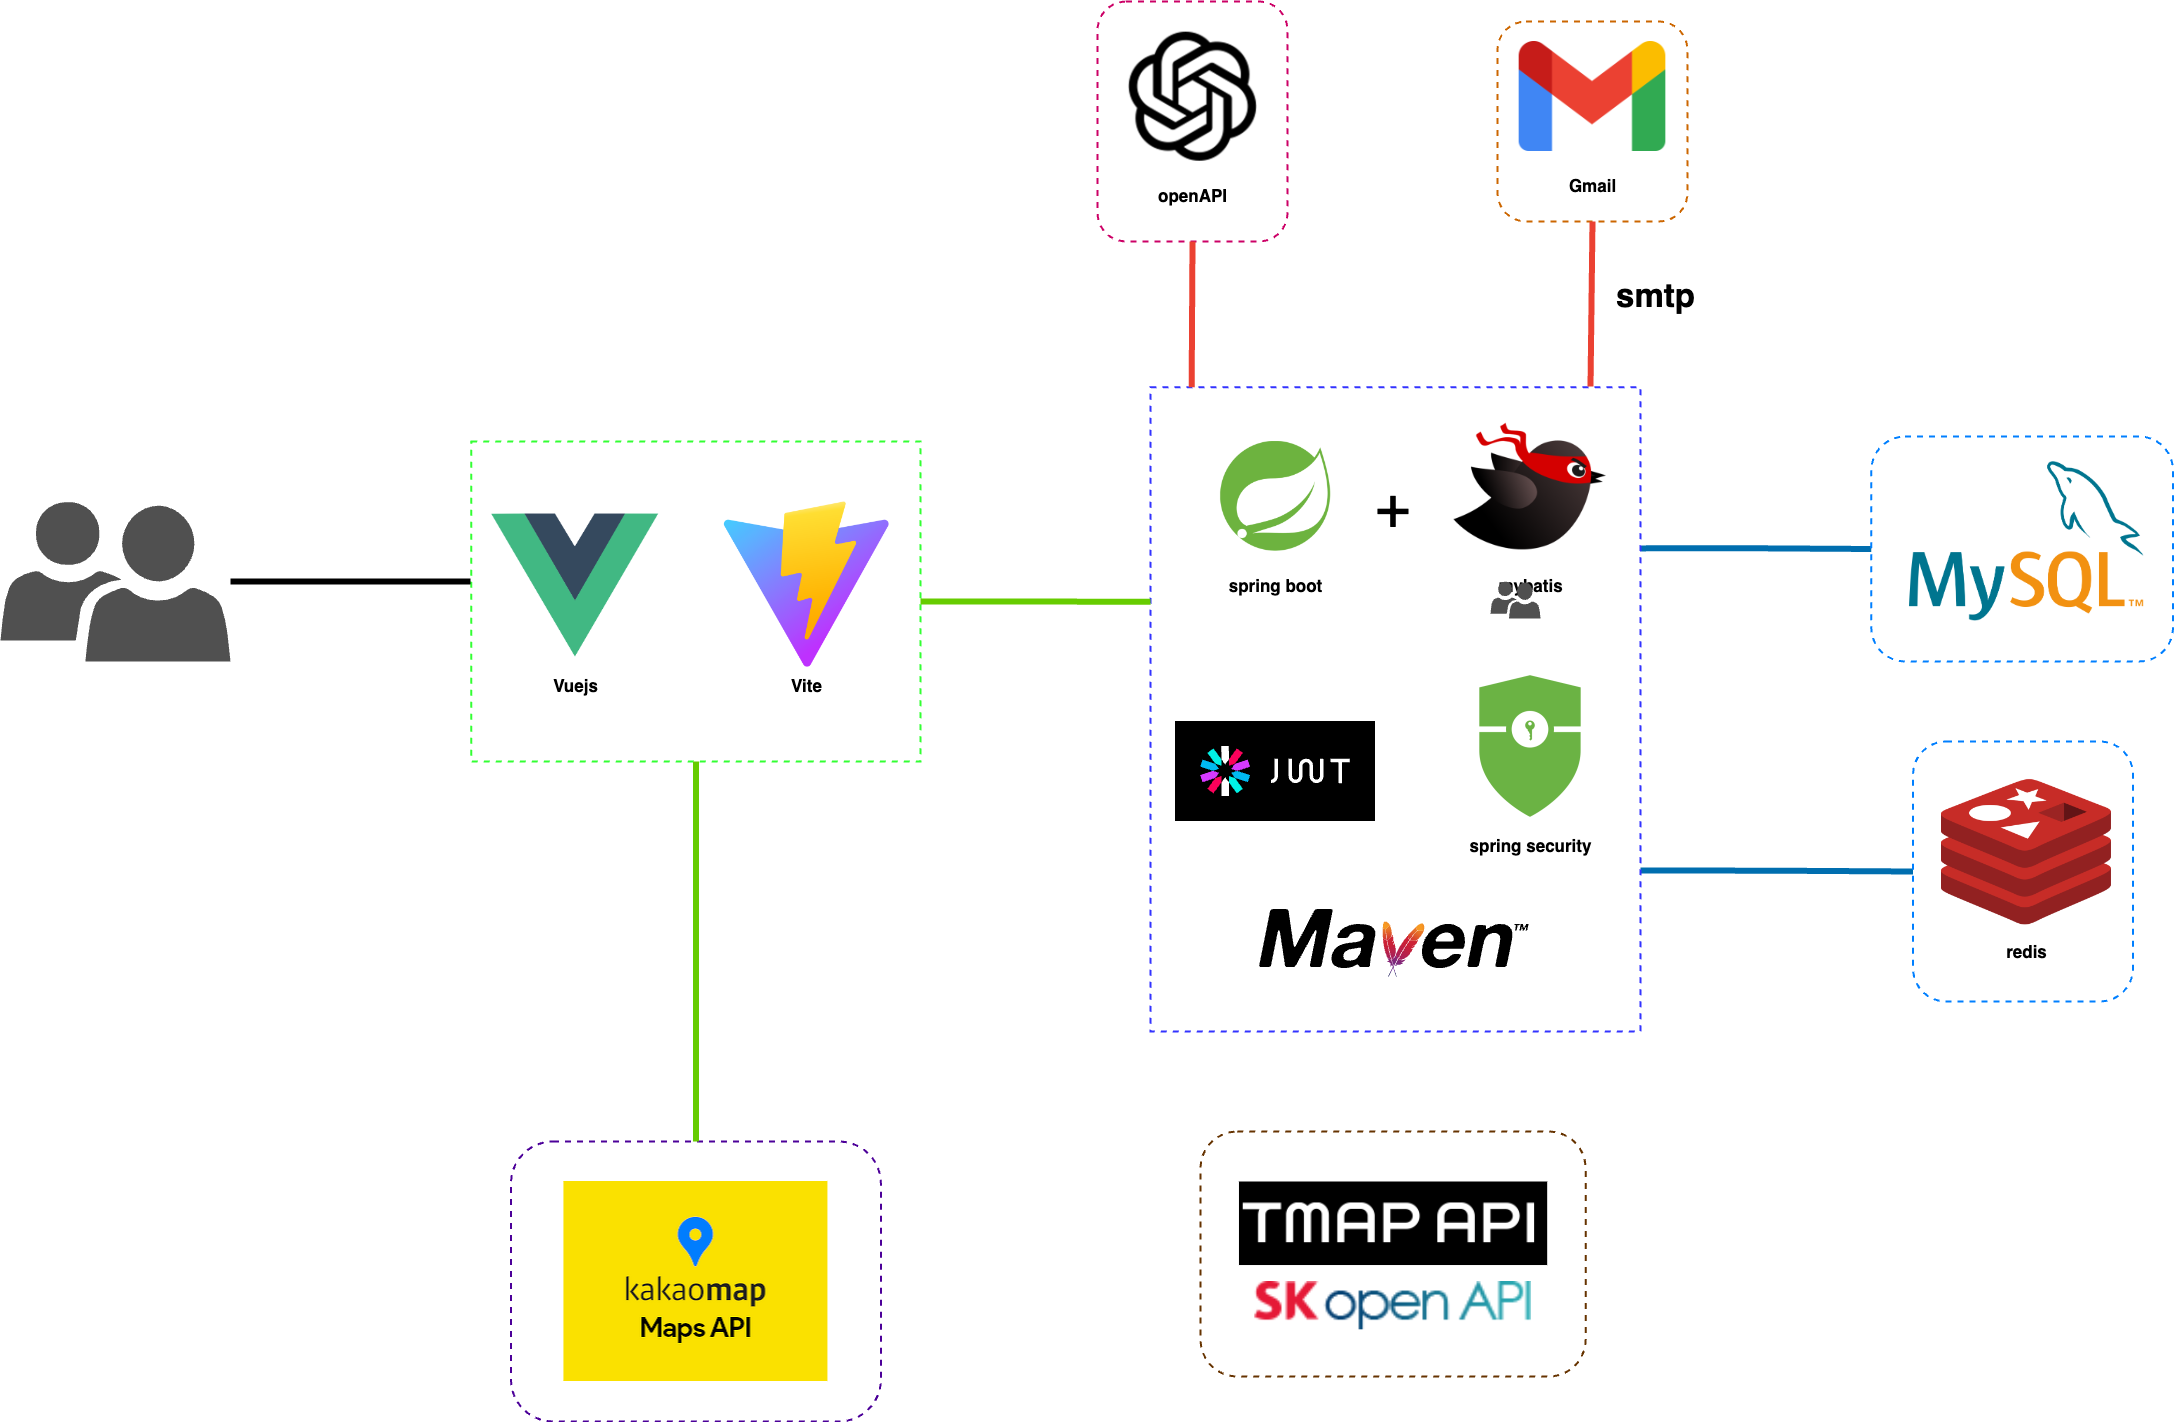 openAPI
Gmail
smtp
Vuejs
Vite
spring boot
+
mybatis
JWT
spring security
Maven™
MySQL™
redis
kakaomap
Maps API
TMAP API
SK open API